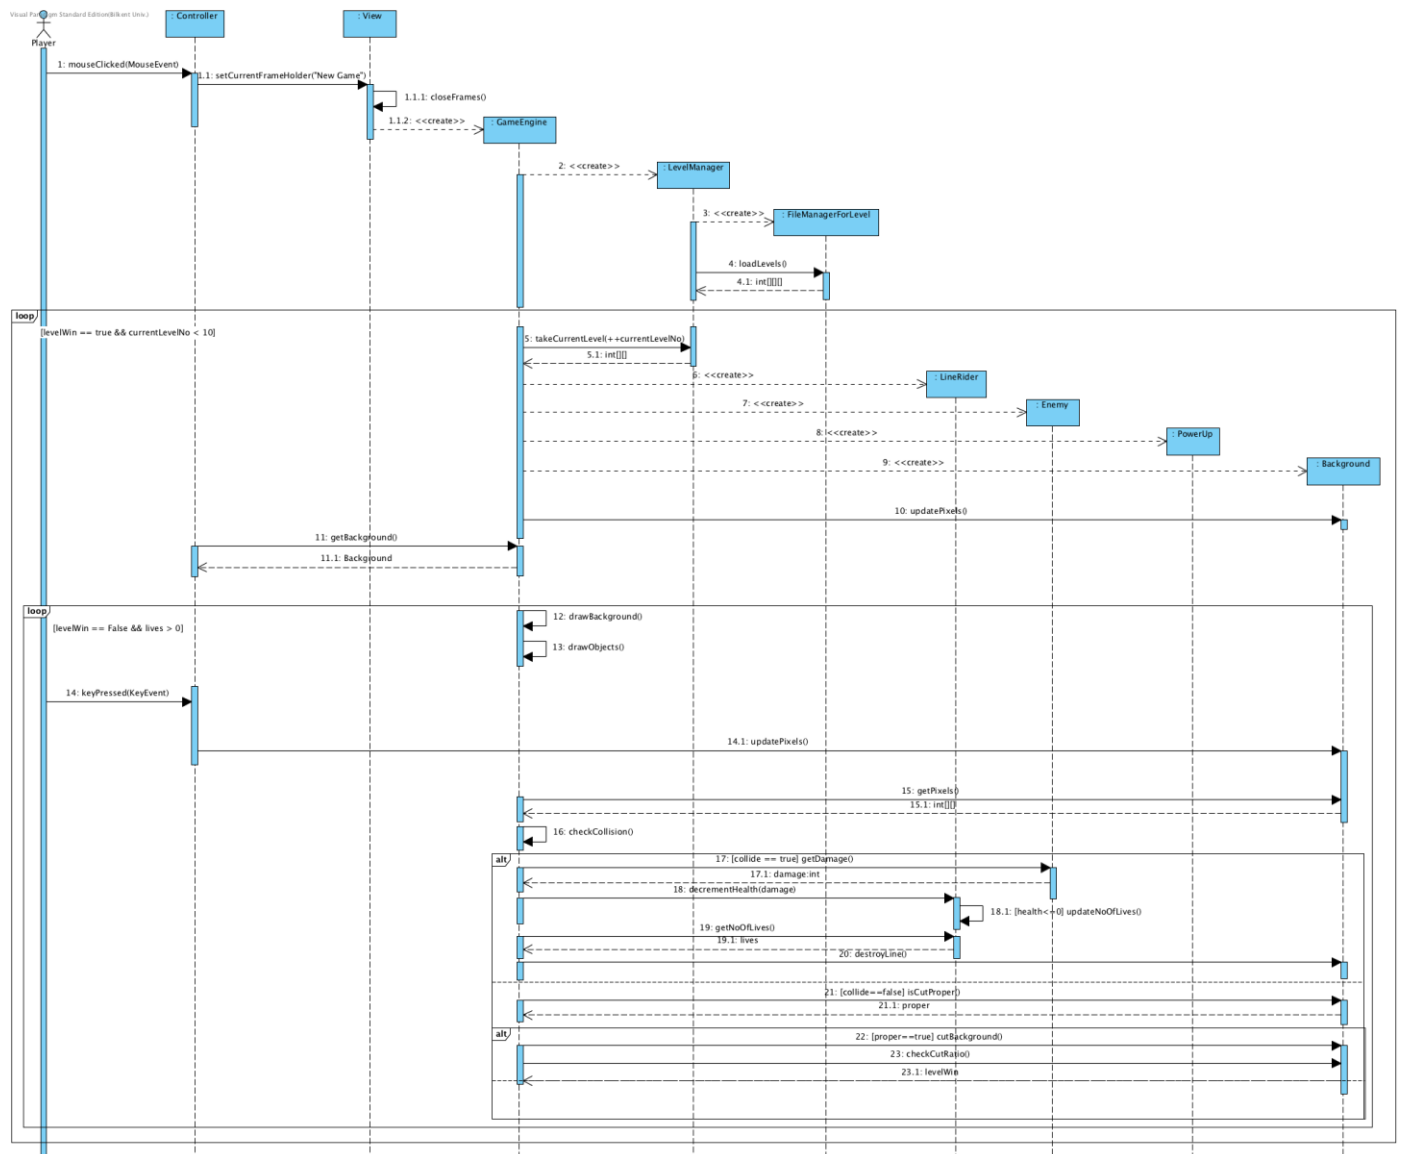 Visual Paradigm Standard Edition(Bilkent Univ.)
Player
: Controller
: View
1: mouseClicked(MouseEvent)
1.1: setCurrentFrameHolder("New Game")
1.1.1: closeFrames()
1.1.2: <<create>>
: GameEngine
2: <<create>>
: LevelManager
3: <<create>>
: FileManagerForLevel
4: loadLevels()
4.1: int[][][]
loop
[levelWin == true && currentLevelNo < 10]
5: takeCurrentLevel(++currentLevelNo)
5.1: int[][]
6: <<create>>
: LineRider
7: <<create>>
: Enemy
8: <<create>>
: PowerUp
9: <<create>>
: Background
10: updatePixels()
11: getBackground()
11.1: Background
loop
[levelWin == False && lives > 0]
12: drawBackground()
13: drawObjects()
14: keyPressed(KeyEvent)
14.1: updatePixels()
15: getPixels()
15.1: int[][]
16: checkCollision()
alt
17: [collide == true] getDamage()
17.1: damage:int
18: decrementHealth(damage)
18.1: [health<=0] updateNoOfLives()
19: getNoOfLives()
19.1: lives
20: destroyLine()
21: [collide==false] isCutProper()
21.1: proper
alt
22: [proper==true] cutBackground()
23: checkCutRatio()
23.1: levelWin